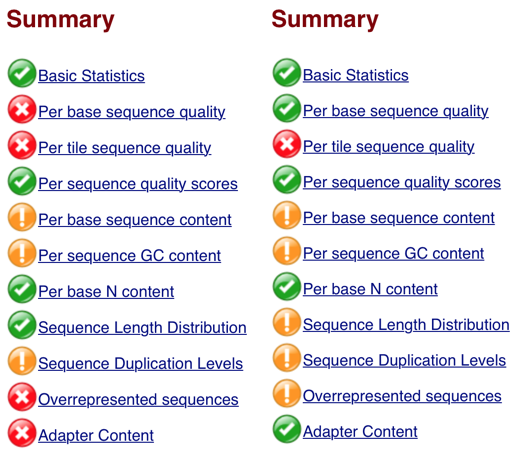 Summary
Basic Statistics
Per base sequence quality
Per tile sequence quality
Per sequence quality scores
Per base sequence content
Per sequence GC content
Per base N content
Sequence Length Distribution
Sequence Duplication Levels
Overrepresented sequences
Adapter Content
Summary
Basic Statistics
Per base sequence quality
Per tile sequence quality
Per sequence quality scores
Per base sequence content
Per sequence GC content
Per base N content
Sequence Length Distribution
Sequence Duplication Levels
Overrepresented sequences
Adapter Content